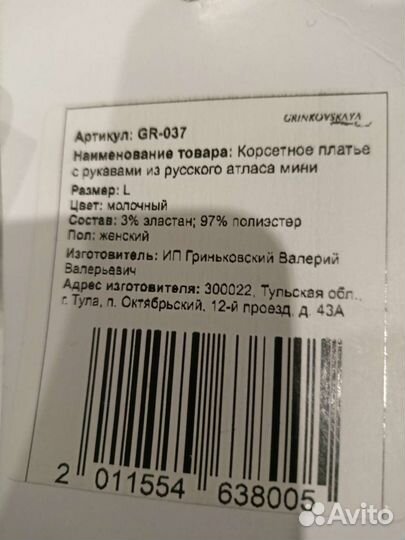 GRINKOVSKAYA
Артикул: GR-037
Наименование товара: Корсетное платье
с рукавами из русского атласа мини
Размер: L
Цвет: молочный
Состав: 3% эластан; 97% полиэстер
Пол: женский
Изготовитель: ИП Гриньковский Валерий
Валерьевич
Адрес изготовителя: 300022, Тульская обл.,
г. Тула, п. Октябрьский, 12-й проезд, д. 43А
2 011554 638005
Avito